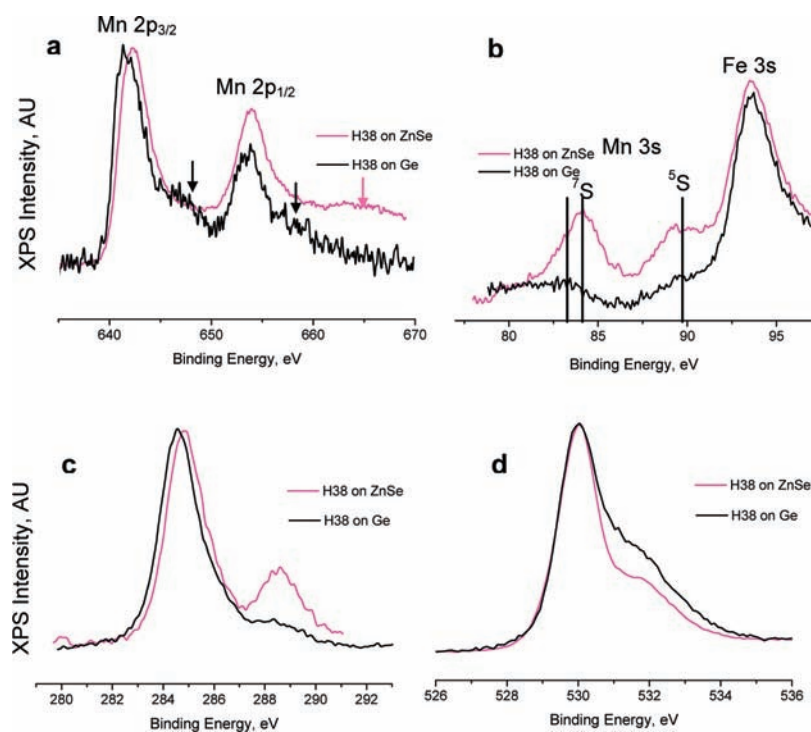 a
Mn 2p3/2
Mn 2p1/2
H38 on ZnSe
H38 on Ge
XPS Intensity, AU
640 650 660 670
Binding Energy, eV
b
Fe 3s
H38 on ZnSe
Mn 3s
H38 on Ge
7S
5S
80 85 90 95
Binding Energy, eV
c
H38 on ZnSe
H38 on Ge
XPS Intensity, AU
280 282 284 286 288 290 292
Binding Energy, eV
d
H38 on ZnSe
H38 on Ge
526 528 530 532 534 536
Binding Energy, eV